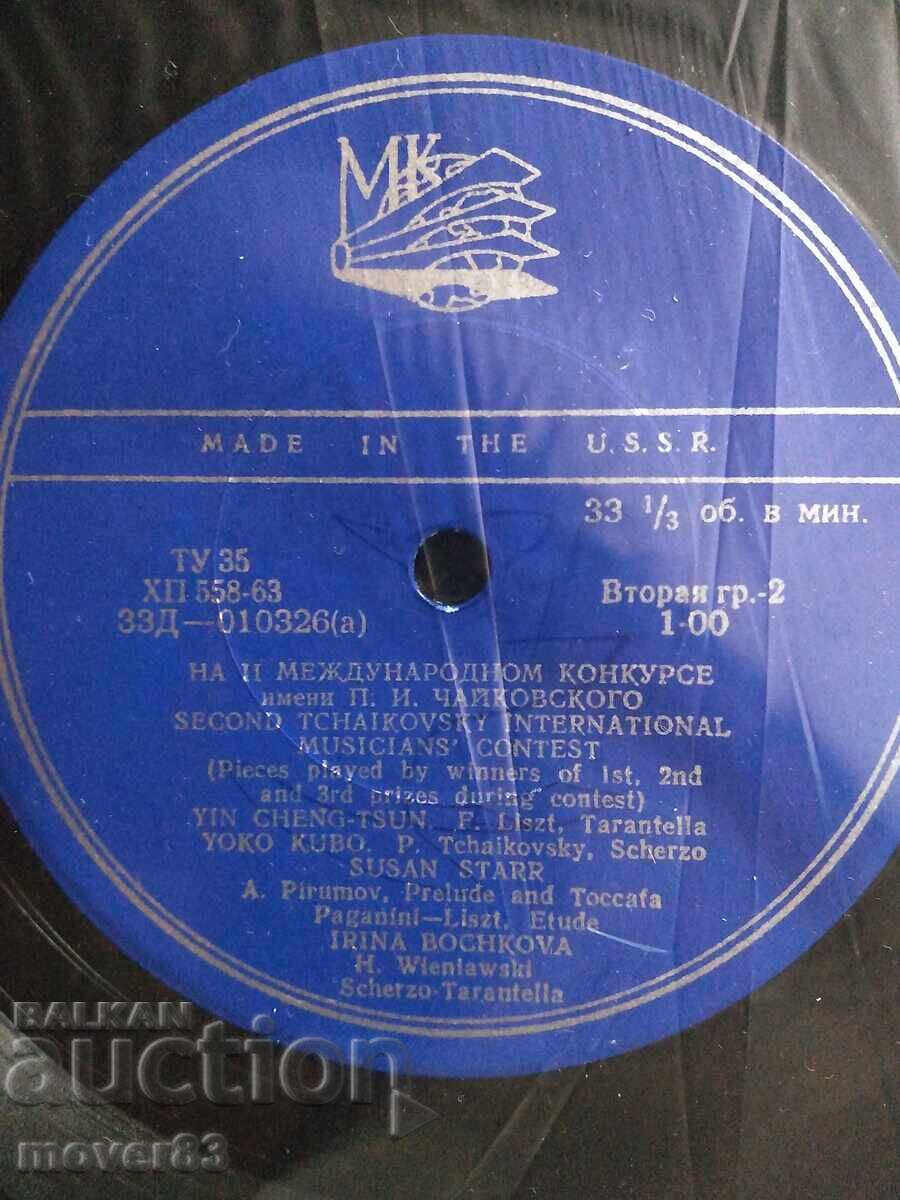 МК
MADE IN THE U.S.S.R.
33 1/3 об. в мин.
ТУ 35
ХП 558-63
33Д—010326(а)
Вторая гр.-2
1-00
НА II МЕЖДУНАРОДНОМ КОНКУРСЕ
имени П. И. ЧАЙКОВСКОГО
SECOND TCHAIKOVSKY INTERNATIONAL
MUSICIANS' CONTEST
(Pieces played by winners of 1st, 2nd
and 3rd prizes during contest)
YIN CHENG-TSUN. F. Liszt, Tarantella
YOKO KUBO. P. Tchaikovsky, Scherzo
SUSAN STARR
A. Pirumov. Prelude and Toccata
Paganini—Liszt. Etude
IRINA BOCHKOVA
H. Wieniawski
Scherzo-Tarantella
BALKAN
auction
mover83